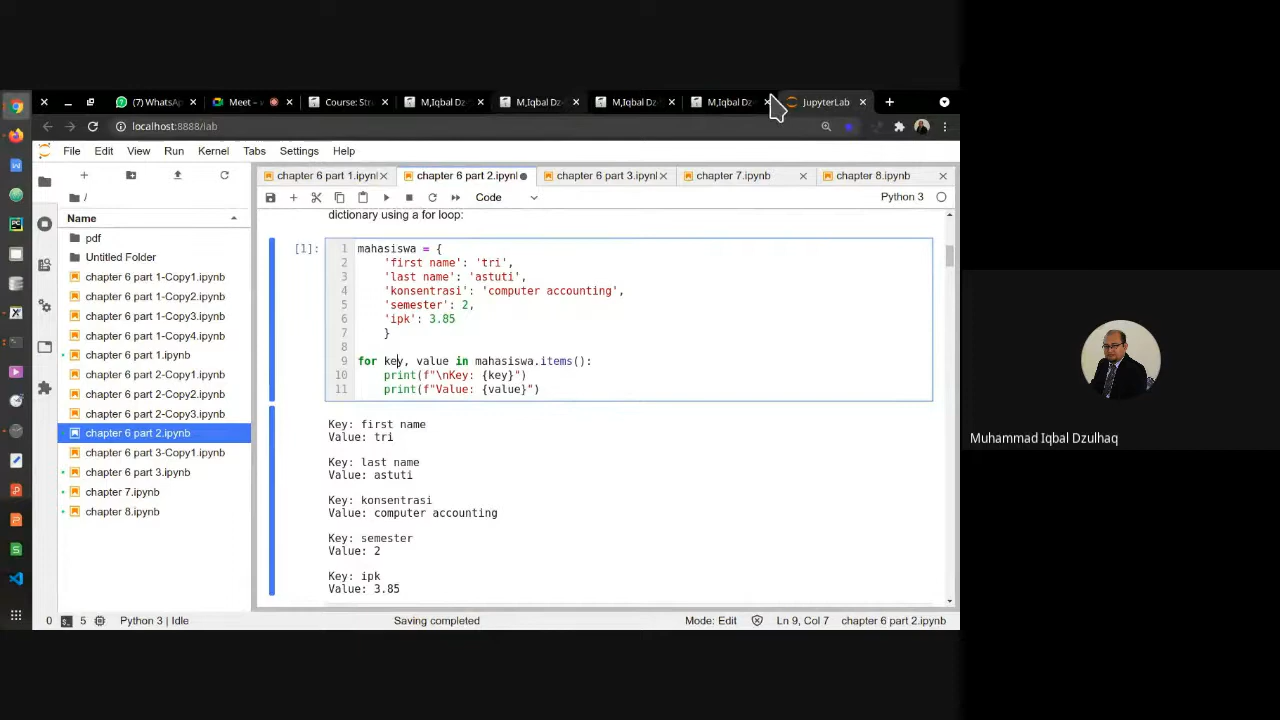 (7) WhatsA
Meet –
Course: Str
M,Iqbal Dz
M,Iqbal Dz
M,Iqbal Dz
M,Iqbal Dz
JupyterLab
localhost:8888/lab
File Edit View Run Kernel Tabs Settings Help
chapter 6 part 1.ipynl
chapter 6 part 2.ipynl
chapter 6 part 3.ipynl
chapter 7.ipynb
chapter 8.ipynb
/
Code
Python 3
Name
pdf
Untitled Folder
chapter 6 part 1-Copy1.ipynb
chapter 6 part 1-Copy2.ipynb
chapter 6 part 1-Copy3.ipynb
chapter 6 part 1-Copy4.ipynb
chapter 6 part 1.ipynb
chapter 6 part 2-Copy1.ipynb
chapter 6 part 2-Copy2.ipynb
chapter 6 part 2-Copy3.ipynb
chapter 6 part 2.ipynb
chapter 6 part 3-Copy1.ipynb
chapter 6 part 3.ipynb
chapter 7.ipynb
chapter 8.ipynb
dictionary using a for loop:
[1]:
1 mahasiswa = {
2 'first name': 'tri',
3 'last name': 'astuti',
4 'konsentrasi': 'computer accounting',
5 'semester': 2,
6 'ipk': 3.85
7 }
8
9 for key, value in mahasiswa.items():
10 print(f"\nKey: {key}")
11 print(f"Value: {value}")
Key: first name
Value: tri
Key: last name
Value: astuti
Key: konsentrasi
Value: computer accounting
Key: semester
Value: 2
Key: ipk
Value: 3.85
0 5 Python 3 | Idle Saving completed Mode: Edit Ln 9, Col 7 chapter 6 part 2.ipynb
Muhammad Iqbal Dzulhaq